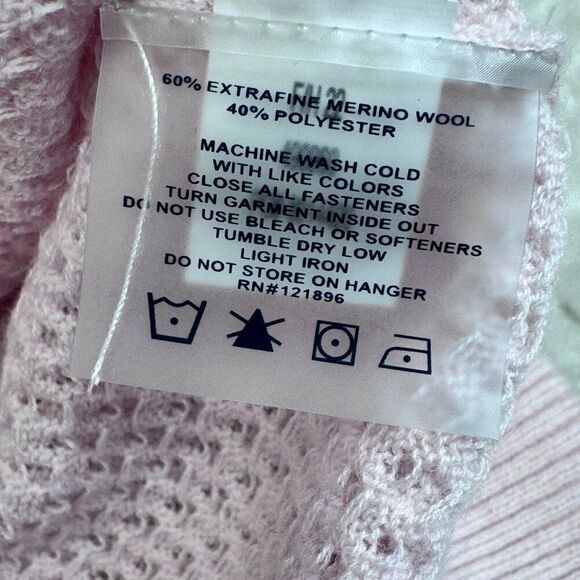 60% EXTRAFINE MERINO WOOL
40% POLYESTER
MACHINE WASH COLD
WITH LIKE COLORS
CLOSE ALL FASTENERS
TURN GARMENT INSIDE OUT
DO NOT USE BLEACH OR SOFTENERS
TUMBLE DRY LOW
LIGHT IRON
DO NOT STORE ON HANGER
RN#121896